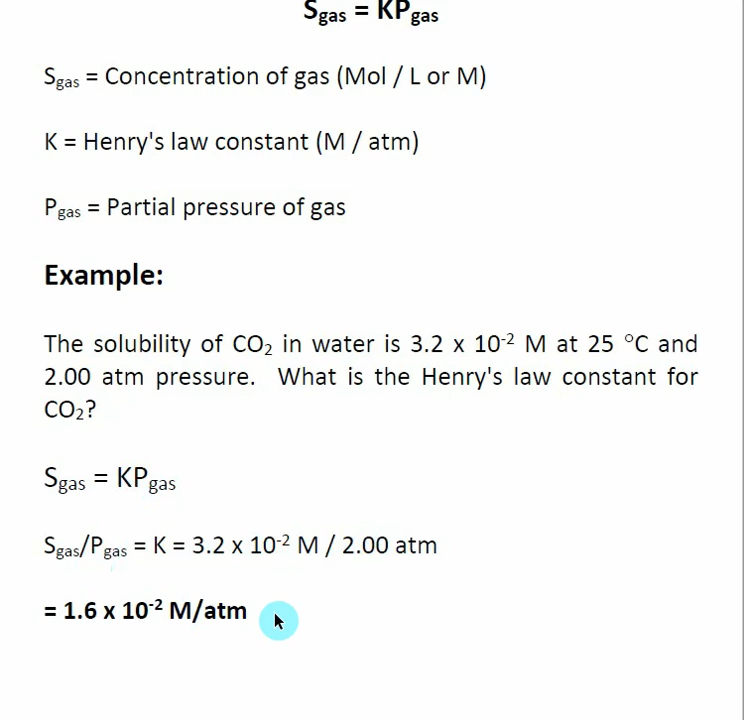 Sgas = KPgas
Sgas = Concentration of gas (Mol / L or M)
K = Henry's law constant (M / atm)
Pgas = Partial pressure of gas
Example:
The solubility of CO₂ in water is 3.2 x 10⁻² M at 25 °C and
2.00 atm pressure. What is the Henry's law constant for
CO₂?
Sgas = KPgas
Sgas/Pgas = K = 3.2 x 10⁻² M / 2.00 atm
= 1.6 x 10⁻² M/atm